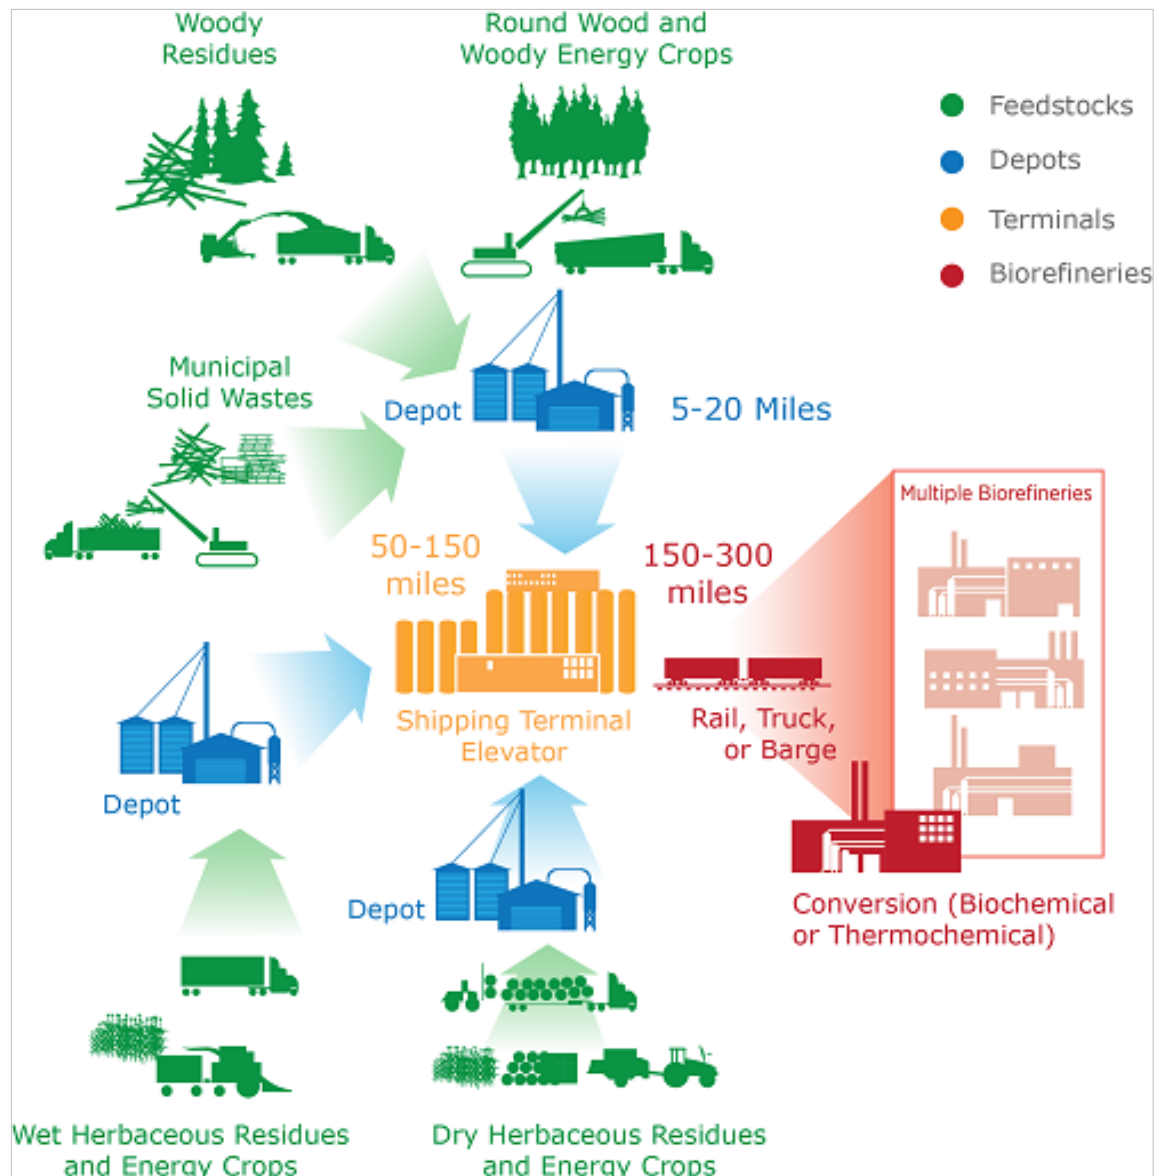 Woody
Residues
Round Wood and
Woody Energy Crops
Feedstocks
Depots
Terminals
Biorefineries
Municipal
Solid Wastes
Depot
5-20 Miles
50-150
miles
150-300
miles
Multiple Biorefineries
Shipping Terminal
Elevator
Rail, Truck,
or Barge
Depot
Depot
Conversion (Biochemical
or Thermochemical)
Wet Herbaceous Residues
and Energy Crops
Dry Herbaceous Residues
and Energy Crops